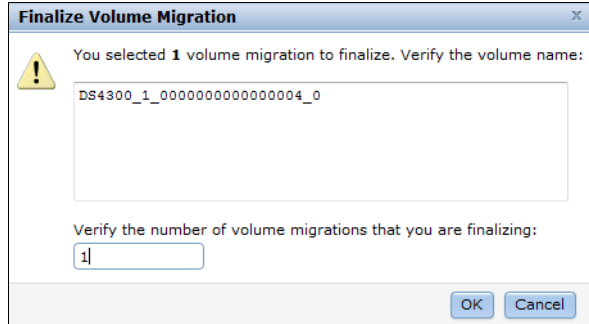 Finalize Volume Migration
You selected 1 volume migration to finalize. Verify the volume name:
DS4300_1_0000000000000004_0
Verify the number of volume migrations that you are finalizing:
1
OK Cancel